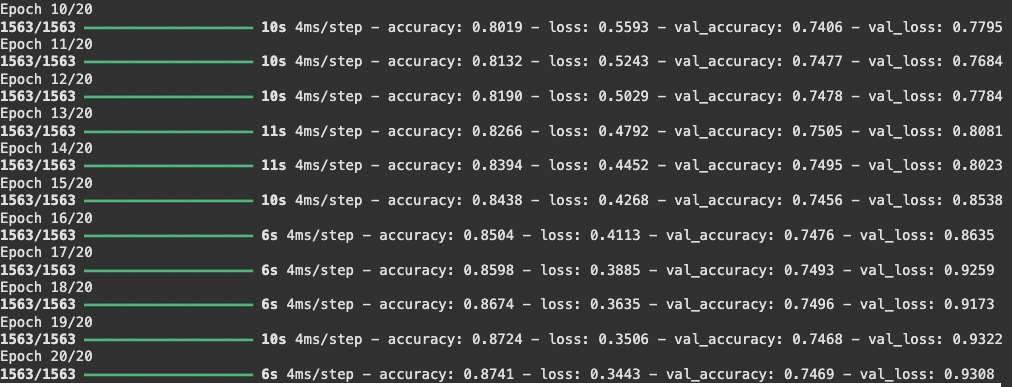 Epoch 10/20
1563/1563 ━━━━━━━━━━━━━━━━━━━━ 10s 4ms/step - accuracy: 0.8019 - loss: 0.5593 - val_accuracy: 0.7406 - val_loss: 0.7795
Epoch 11/20
1563/1563 ━━━━━━━━━━━━━━━━━━━━ 10s 4ms/step - accuracy: 0.8132 - loss: 0.5243 - val_accuracy: 0.7477 - val_loss: 0.7684
Epoch 12/20
1563/1563 ━━━━━━━━━━━━━━━━━━━━ 10s 4ms/step - accuracy: 0.8190 - loss: 0.5029 - val_accuracy: 0.7478 - val_loss: 0.7784
Epoch 13/20
1563/1563 ━━━━━━━━━━━━━━━━━━━━ 11s 4ms/step - accuracy: 0.8266 - loss: 0.4792 - val_accuracy: 0.7505 - val_loss: 0.8081
Epoch 14/20
1563/1563 ━━━━━━━━━━━━━━━━━━━━ 11s 4ms/step - accuracy: 0.8394 - loss: 0.4452 - val_accuracy: 0.7495 - val_loss: 0.8023
Epoch 15/20
1563/1563 ━━━━━━━━━━━━━━━━━━━━ 10s 4ms/step - accuracy: 0.8438 - loss: 0.4268 - val_accuracy: 0.7456 - val_loss: 0.8538
Epoch 16/20
1563/1563 ━━━━━━━━━━━━━━━━━━━━ 6s 4ms/step - accuracy: 0.8504 - loss: 0.4113 - val_accuracy: 0.7476 - val_loss: 0.8635
Epoch 17/20
1563/1563 ━━━━━━━━━━━━━━━━━━━━ 6s 4ms/step - accuracy: 0.8598 - loss: 0.3885 - val_accuracy: 0.7493 - val_loss: 0.9259
Epoch 18/20
1563/1563 ━━━━━━━━━━━━━━━━━━━━ 6s 4ms/step - accuracy: 0.8674 - loss: 0.3635 - val_accuracy: 0.7496 - val_loss: 0.9173
Epoch 19/20
1563/1563 ━━━━━━━━━━━━━━━━━━━━ 10s 4ms/step - accuracy: 0.8724 - loss: 0.3506 - val_accuracy: 0.7468 - val_loss: 0.9322
Epoch 20/20
1563/1563 ━━━━━━━━━━━━━━━━━━━━ 6s 4ms/step - accuracy: 0.8741 - loss: 0.3443 - val_accuracy: 0.7469 - val_loss: 0.9308